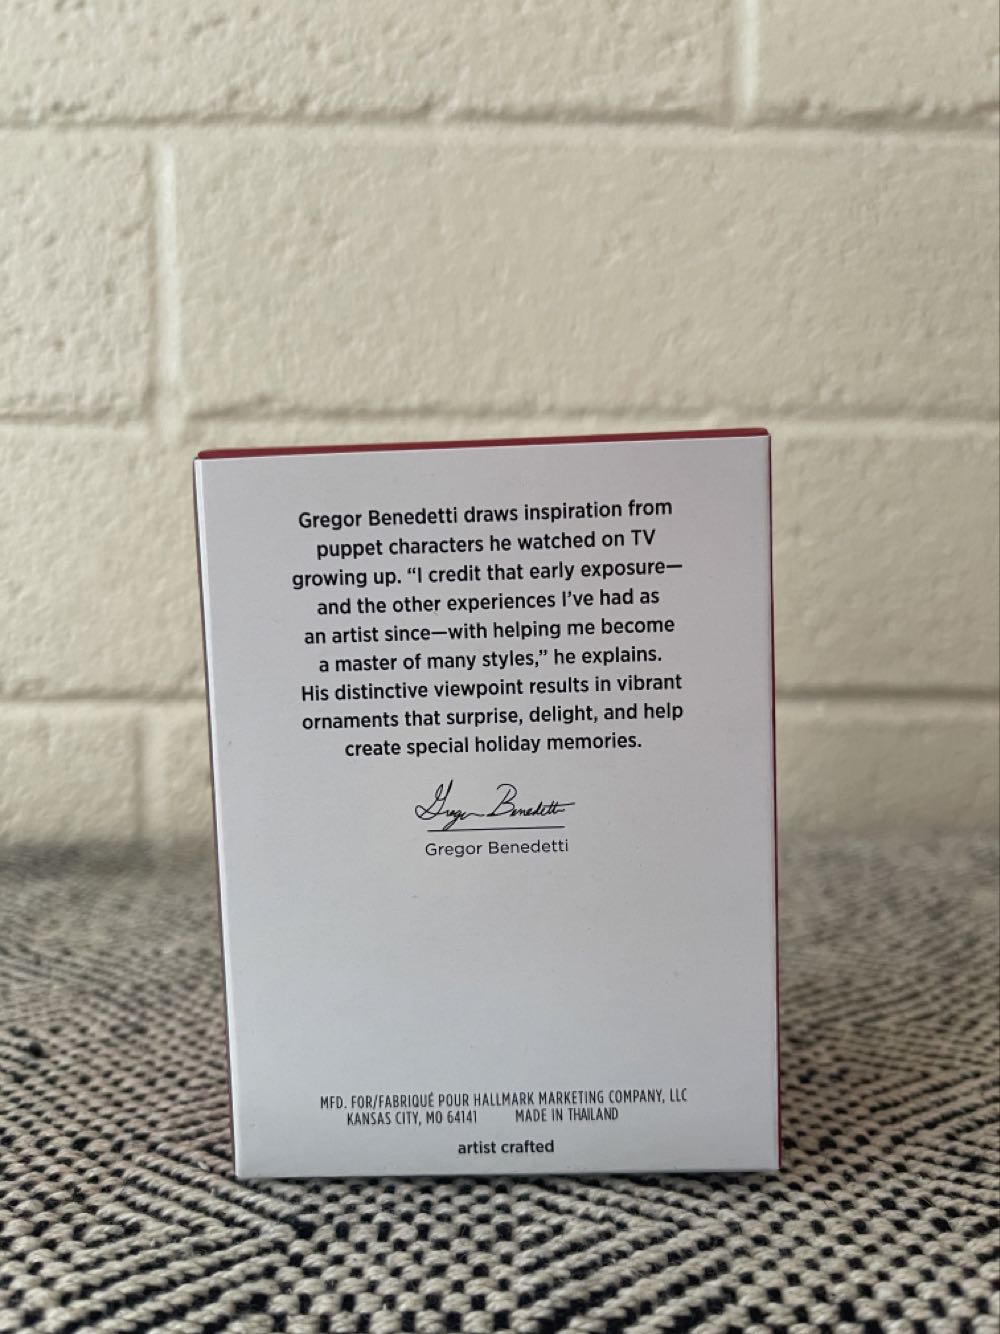 Gregor Benedetti draws inspiration from
puppet characters he watched on TV
growing up. “I credit that early exposure—
and the other experiences I’ve had as
an artist since—with helping me become
a master of many styles,” he explains.
His distinctive viewpoint results in vibrant
ornaments that surprise, delight, and help
create special holiday memories.
Gregor Benedetti
Gregor Benedetti
MFD. FOR/FABRIQUÉ POUR HALLMARK MARKETING COMPANY, LLC
KANSAS CITY, MO 64141 MADE IN THAILAND
artist crafted